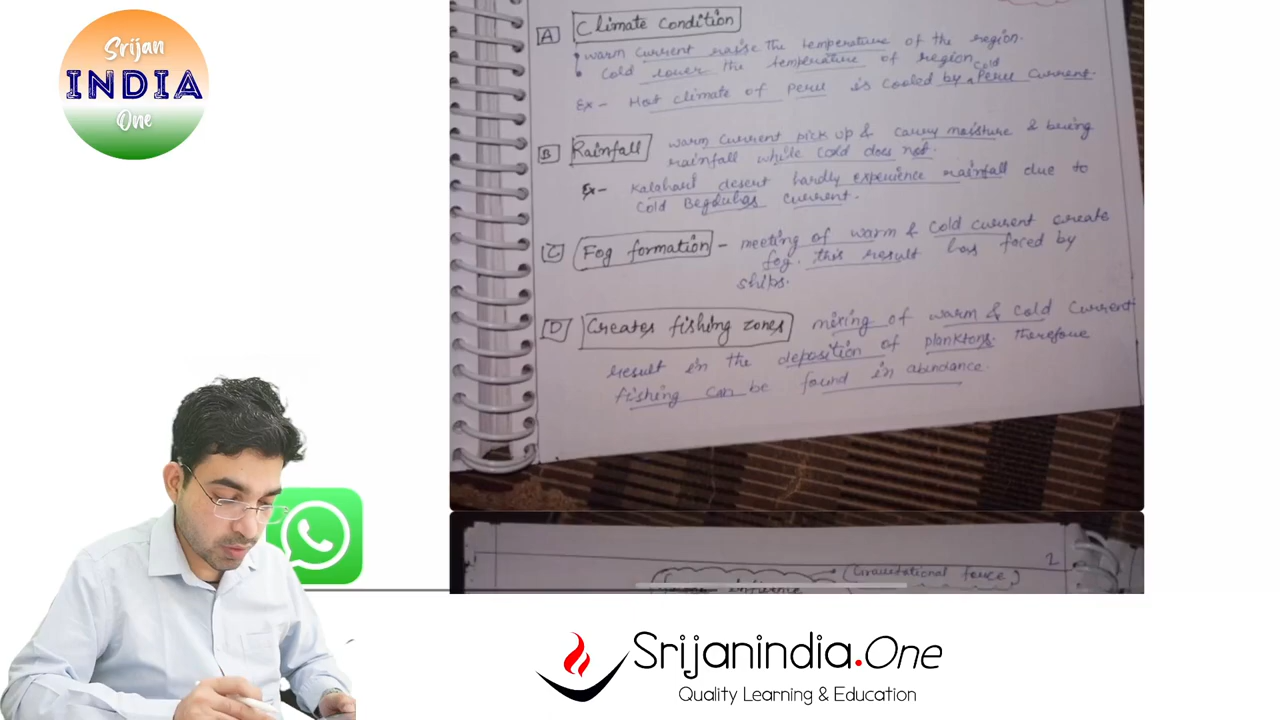 Srijan
INDIA
One
A Climate Condition
warm current raise the temperature of the region.
cold lower the temperature of region
Ex - Hot climate of Peru is cooled by cold Peru current.
B Rainfall warm current pick up & carry moisture & bring
rainfall while cold does not.
Ex- Kalahari desert hardly experience rainfall due to
cold current.
C Fog formation - meeting of warm & cold current create
fog. this result faced by
ships.
D Creates fishing zones mixing of warm & cold current
result in the deposition of planktons. therefore
fishing can be found in abundance.
2
Gravitational force
Srijanindia.One
Quality Learning & Education